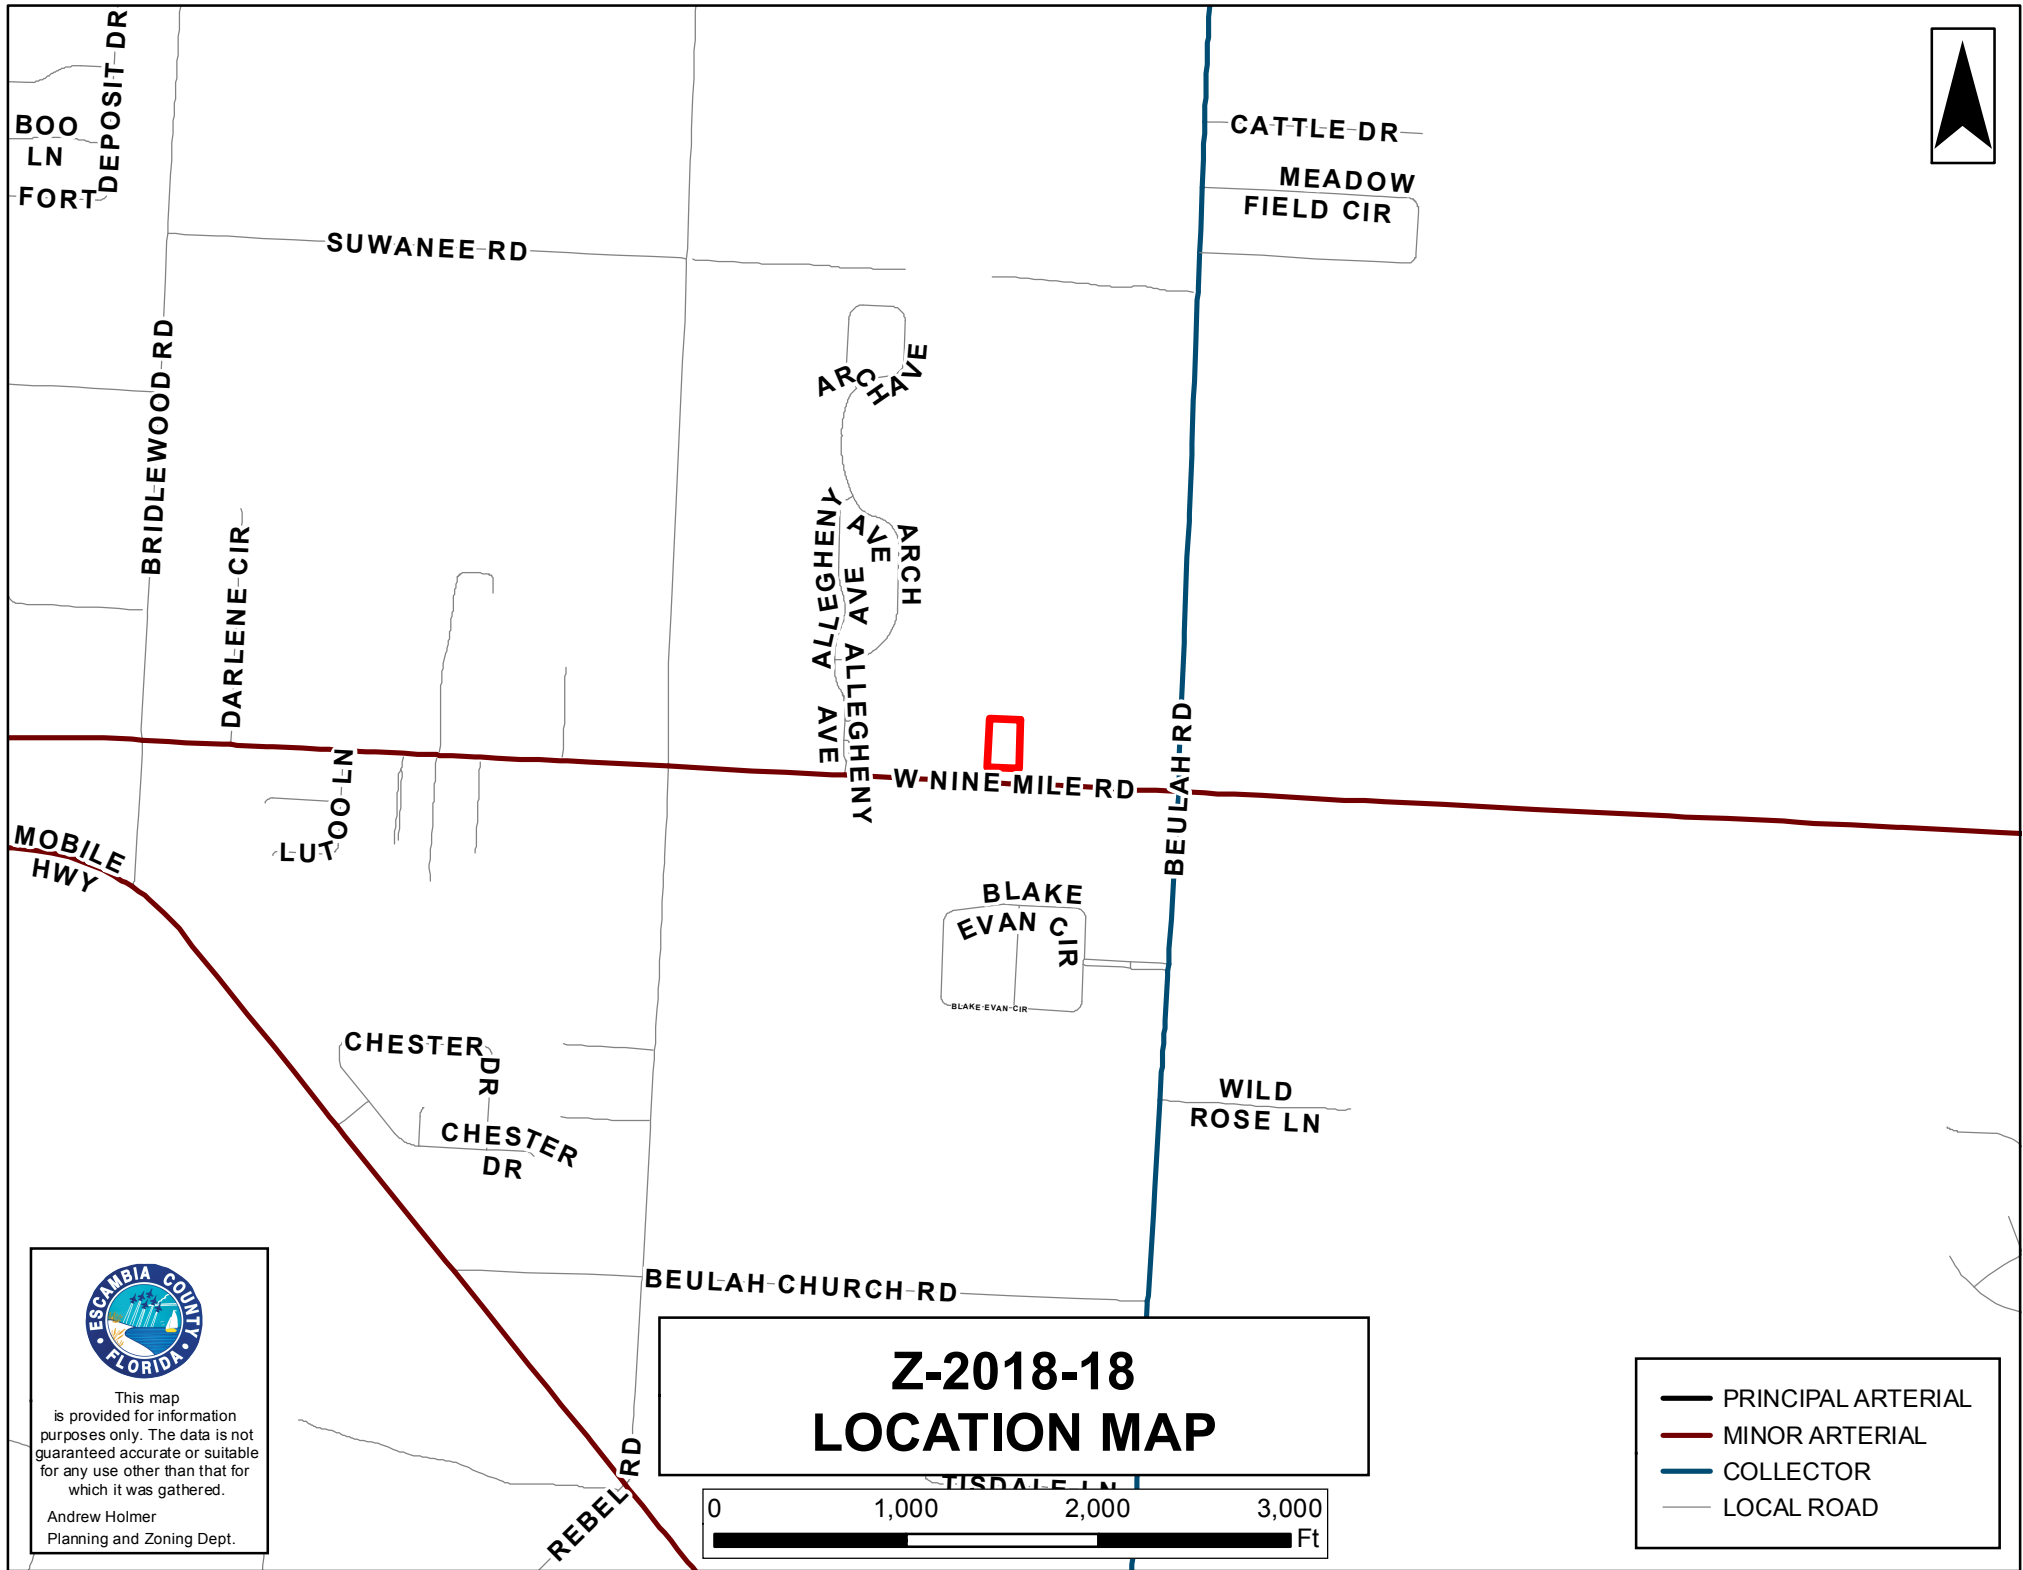 DEPOSIT DR
BOO
LN
FORT
CATTLE DR
MEADOW
FIELD CIR
SUWANEE RD
BRIDLEWOOD RD
ARCH AVE
ALLEGHENY
AVE
ARCH
AVE
DARLENE CIR
AVE
ALLEGHENY
BEULAH RD
W NINE MILE RD
LUTOO LN
MOBILE
HWY
BLAKE
EVAN CIR
BLAKE EVAN CIR
CHESTER
DR
CHESTER
DR
WILD
ROSE LN
BEULAH CHURCH RD
REBEL RD
TISDALE LN
Z-2018-18
LOCATION MAP
0 1,000 2,000 3,000
Ft
ESCAMBIA COUNTY
FLORIDA
This map
is provided for information
purposes only. The data is not
guaranteed accurate or suitable
for any use other than that for
which it was gathered.
Andrew Holmer
Planning and Zoning Dept.
PRINCIPAL ARTERIAL
MINOR ARTERIAL
COLLECTOR
LOCAL ROAD